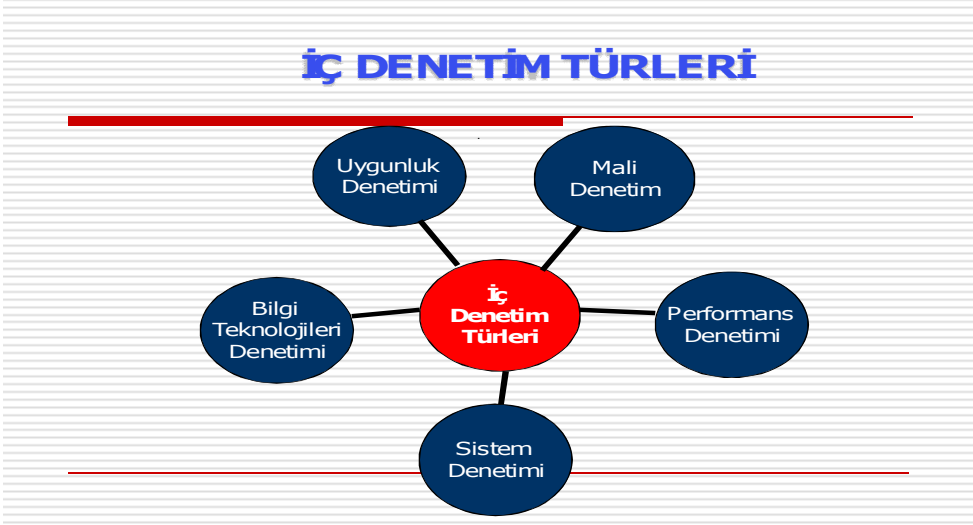 İÇ DENETİM TÜRLERİ
Uygunluk
Denetimi
Mali
Denetim
Bilgi
Teknolojileri
Denetimi
İç
Denetim
Türleri
Performans
Denetimi
Sistem
Denetimi